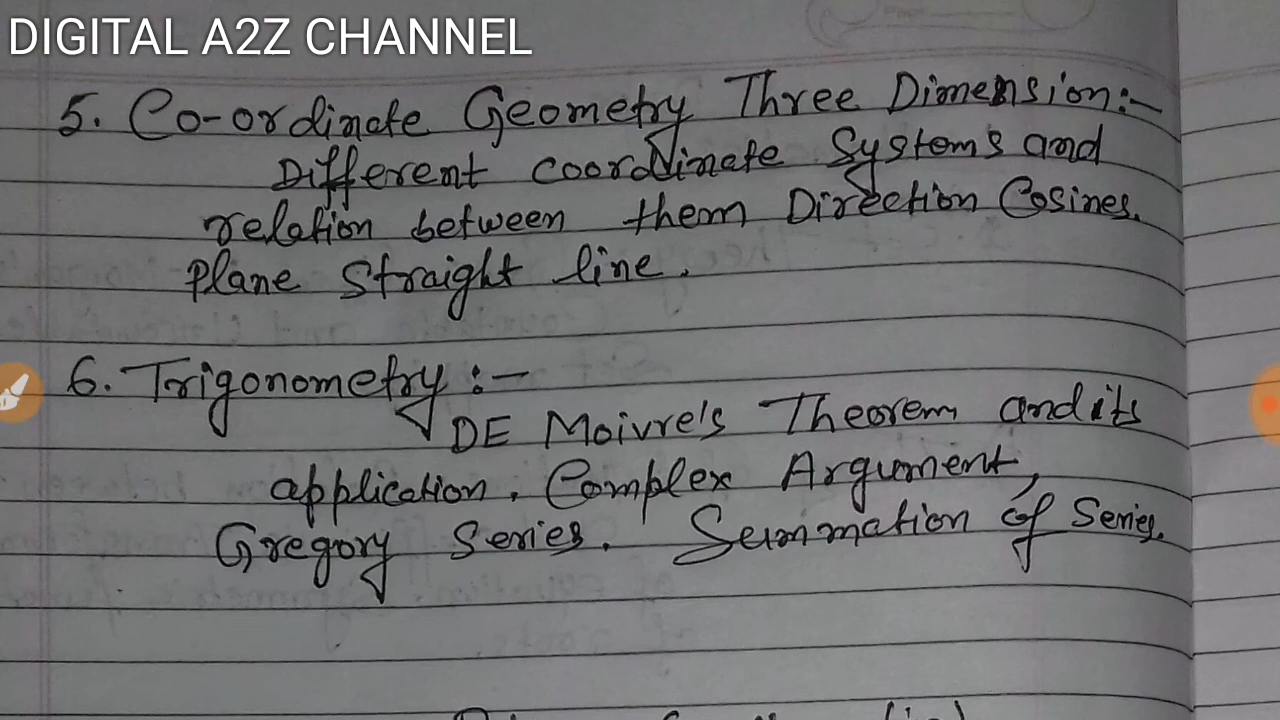 DIGITAL A2Z CHANNEL
5. Co-ordinate Geometry Three Dimension:-
Different coordinate Systems and
relation between them Direction Cosines.
Plane Straight line.
6. Trigonometry :-
DE Moivre's Theorem and its
application. Complex Argument,
Gregory Series. Summation of Series.